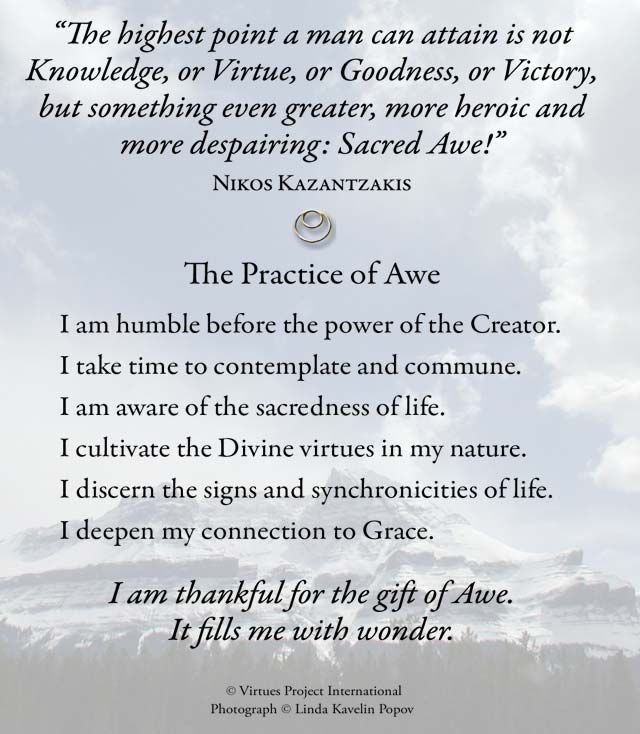 “The highest point a man can attain is not
Knowledge, or Virtue, or Goodness, or Victory,
but something even greater, more heroic and
more despairing: Sacred Awe!”
Nikos Kazantzakis
The Practice of Awe
I am humble before the power of the Creator.
I take time to contemplate and commune.
I am aware of the sacredness of life.
I cultivate the Divine virtues in my nature.
I discern the signs and synchronicities of life.
I deepen my connection to Grace.
I am thankful for the gift of Awe.
It fills me with wonder.
© Virtues Project International
Photograph © Linda Kavelin Popov